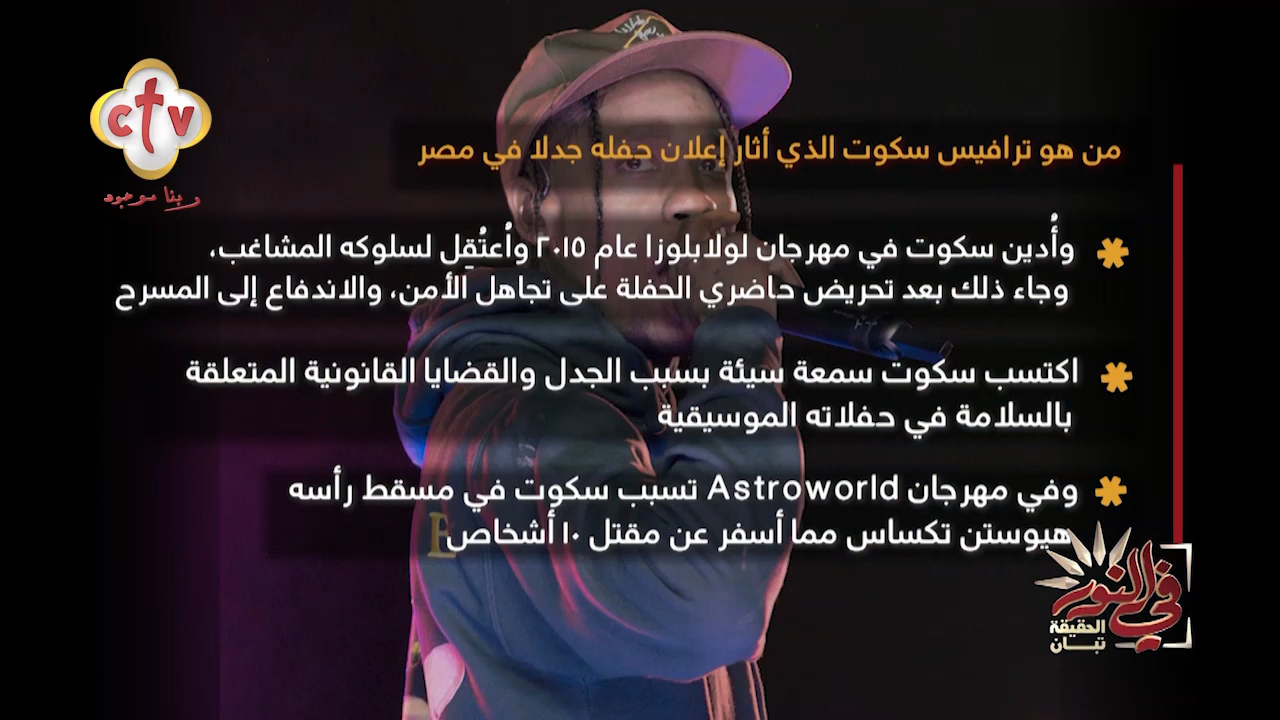 ctv
ربنا موجود
من هو ترافيس سكوت الذي أثار إعلان حفله جدلا في مصر
وأُدين سكوت في مهرجان لولابلوزا عام ٢٠١٥ واُعتُقِل لسلوكه المشاغب،
وجاء ذلك بعد تحريض حاضري الحفلة على تجاهل الأمن، والاندفاع إلى المسرح
اكتسب سكوت سمعة سيئة بسبب الجدل والقضايا القانونية المتعلقة
بالسلامة في حفلاته الموسيقية
وفي مهرجان Astroworld تسبب سكوت في مسقط رأسه
هيوستن تكساس مما أسفر عن مقتل ١٠ أشخاص
في النور
الحقيقة
تبان